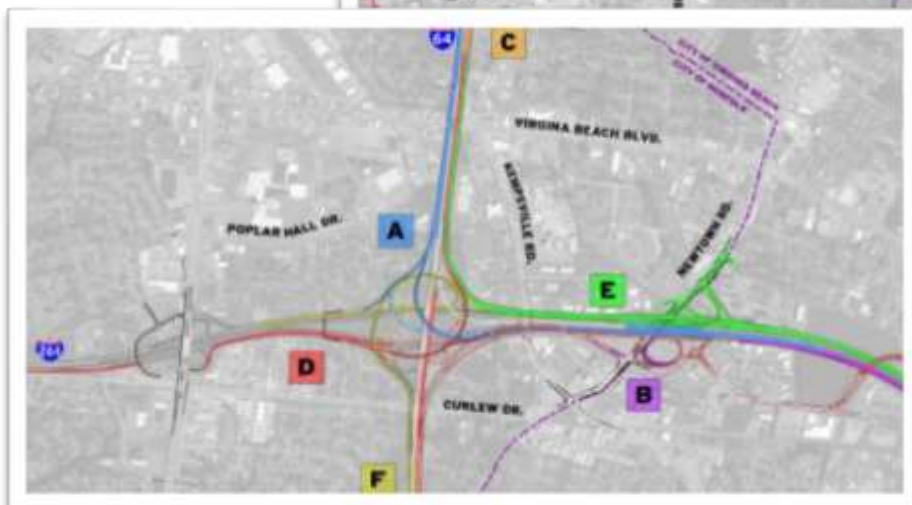 64
C
CITY OF VIRGINIA BEACH
CITY OF NORFOLK
VIRGINIA BEACH BLVD.
KEMPSVILLE RD.
NEWTOWN RD.
POPLAR HALL DR.
A
E
264
D
B
CURLEW DR.
F